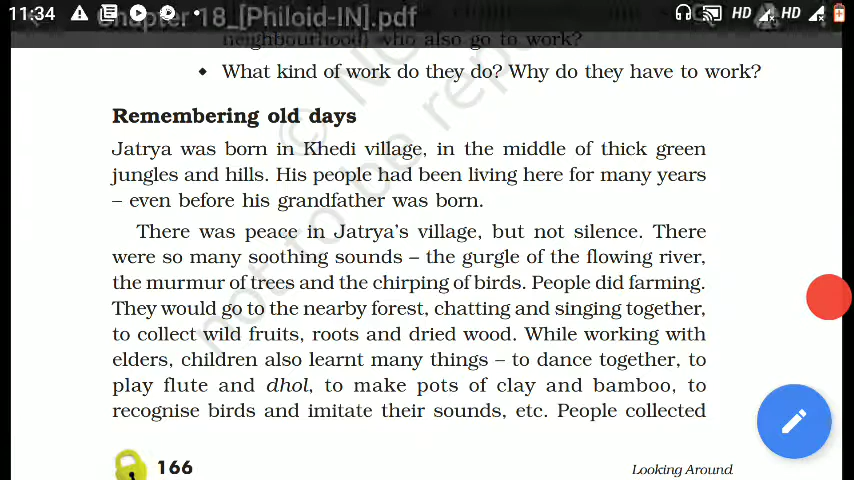 11:34
Chapter 18_[Philoid-IN].pdf
HD HD
neighbourhood) who also go to work?
♦ What kind of work do they do? Why do they have to work?
Remembering old days
Jatrya was born in Khedi village, in the middle of thick green
jungles and hills. His people had been living here for many years
– even before his grandfather was born.
There was peace in Jatrya's village, but not silence. There
were so many soothing sounds – the gurgle of the flowing river,
the murmur of trees and the chirping of birds. People did farming.
They would go to the nearby forest, chatting and singing together,
to collect wild fruits, roots and dried wood. While working with
elders, children also learnt many things – to dance together, to
play flute and dhol, to make pots of clay and bamboo, to
recognise birds and imitate their sounds, etc. People collected
166
Looking Around
not to be